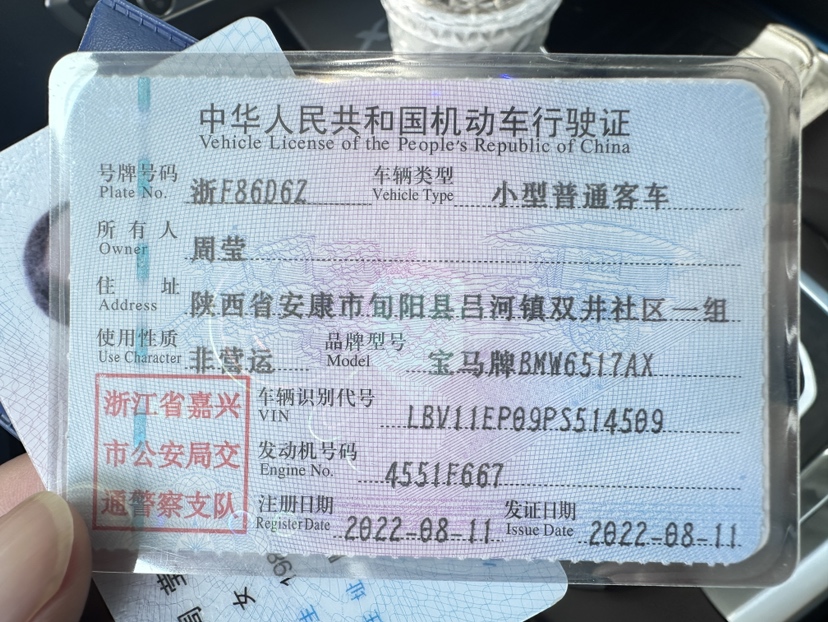 中华人民共和国机动车行驶证
Vehicle License of the People's Republic of China
号牌号码 浙F86D6Z 车辆类型 小型普通客车
Plate No. Vehicle Type
所有人 周莹
Owner
住址 陕西省安康市旬阳县吕河镇双井社区一组
Address
使用性质 非营运 品牌型号 宝马牌BMW6517AX
Use Character Model
浙江省嘉兴
市公安局交
通警察支队
车辆识别代号 LBV11EP09PS514509
VIN
发动机号码 4551F667
Engine No.
注册日期 2022-08-11 发证日期 2022-08-11
Register Date Issue Date
女